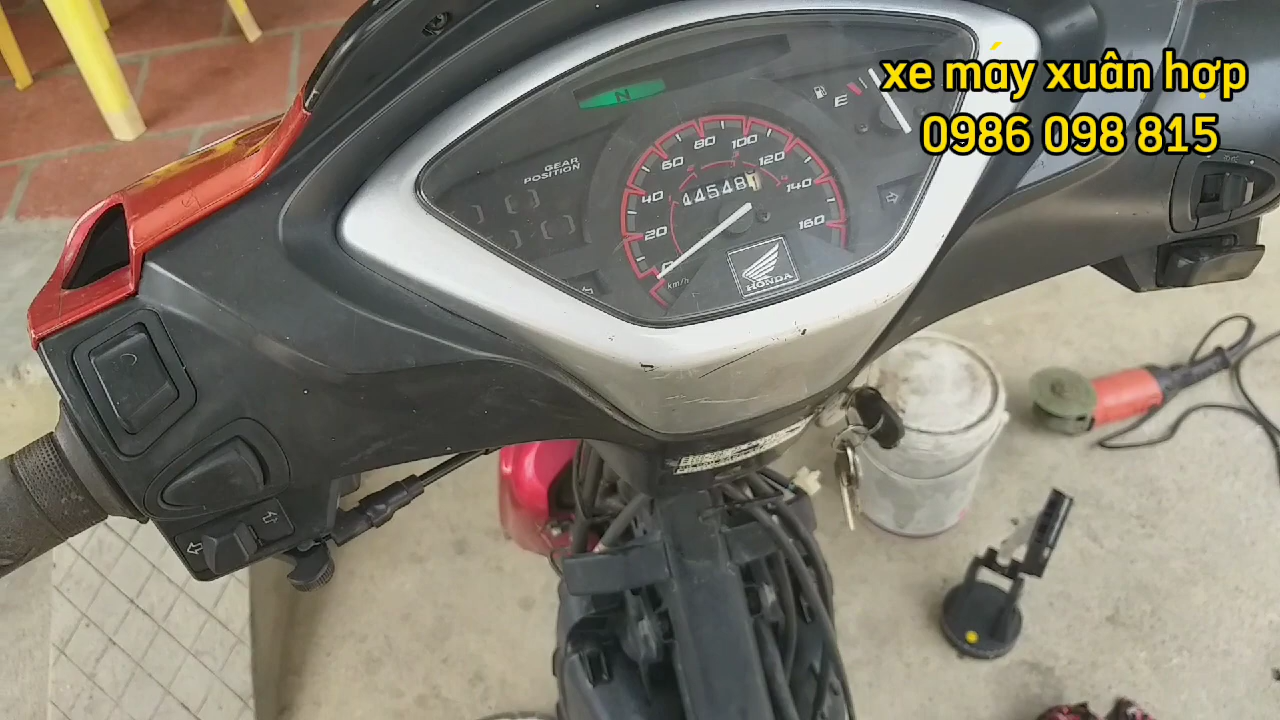 xe máy xuân hợp
0986 098 815
N
E
GEAR
POSITION
0
20
40
60
80
100
120
140
160
km/h
HONDA